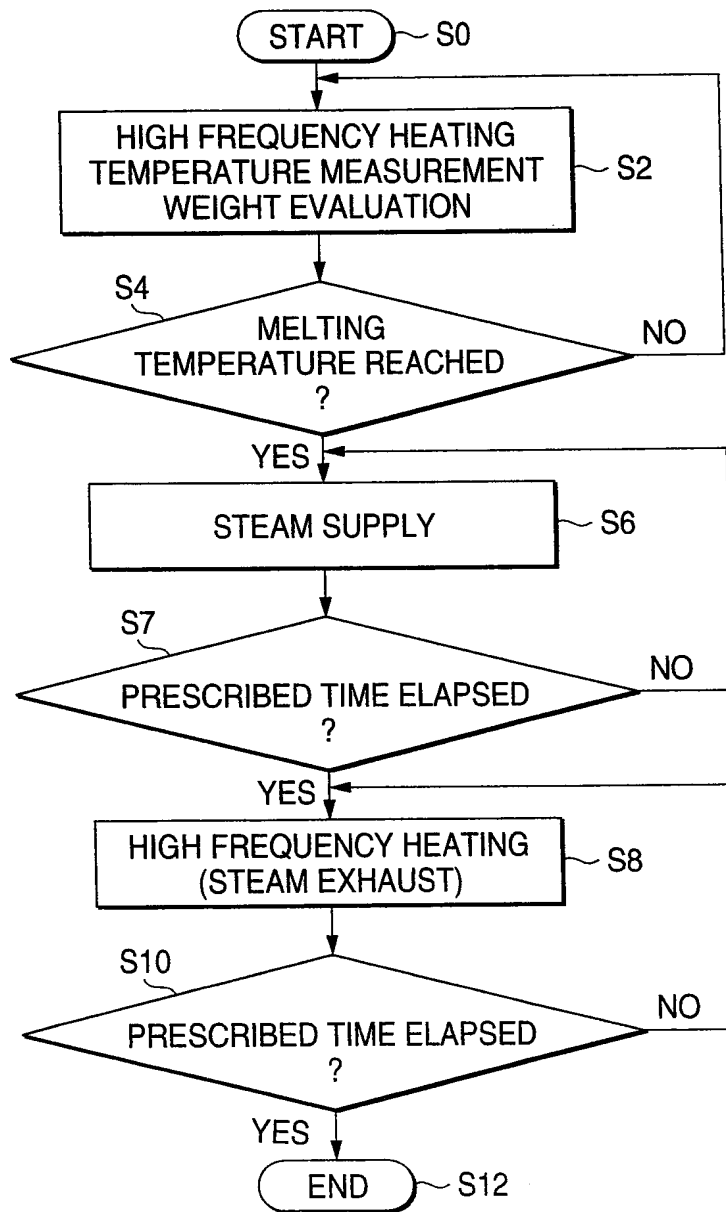 START
S0
HIGH FREQUENCY HEATING
TEMPERATURE MEASUREMENT
WEIGHT EVALUATION
S2
S4
MELTING
TEMPERATURE REACHED
?
NO
YES
STEAM SUPPLY
S6
S7
PRESCRIBED TIME ELAPSED
?
NO
YES
HIGH FREQUENCY HEATING
(STEAM EXHAUST)
S8
S10
PRESCRIBED TIME ELAPSED
?
NO
YES
END
S12